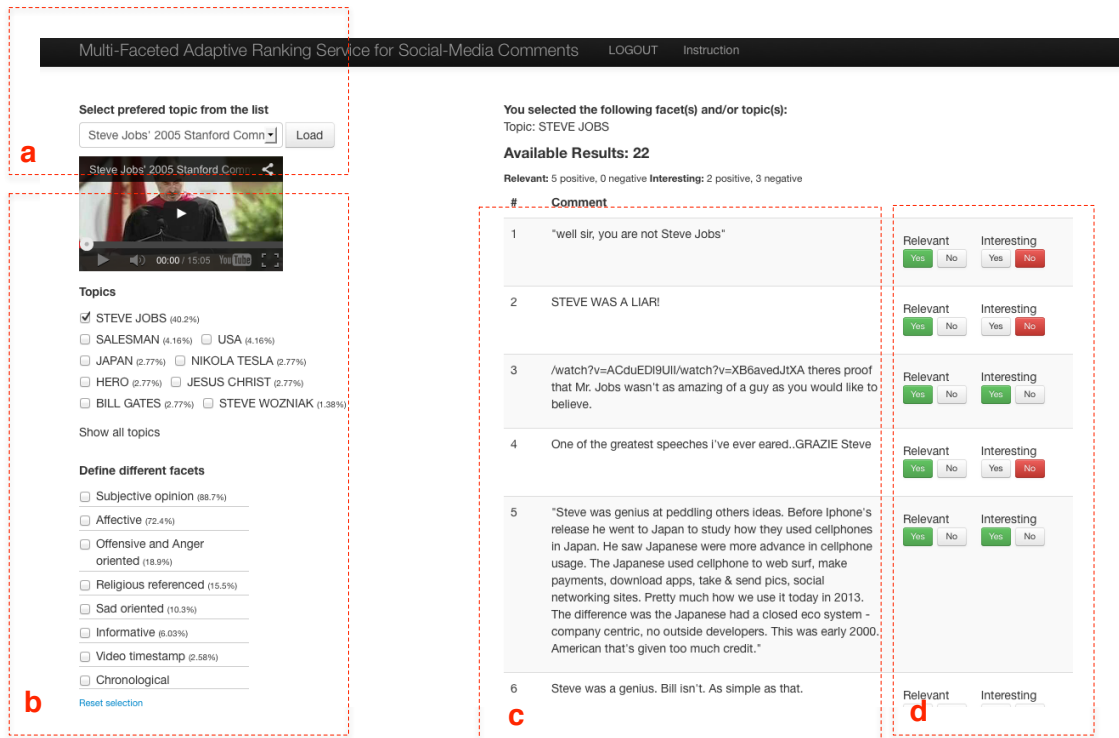 Multi-Faceted Adaptive Ranking Service for Social-Media Comments LOGOUT Instruction
Select prefered topic from the list
Steve Jobs' 2005 Stanford Comn Load
a
Steve Jobs' 2005 Stanford Comm
00:00 / 15:05 YouTube
Topics
STEVE JOBS (40.2%)
SALESMAN (4.16%) USA (4.16%)
JAPAN (2.77%) NIKOLA TESLA (2.77%)
HERO (2.77%) JESUS CHRIST (2.77%)
BILL GATES (2.77%) STEVE WOZNIAK (1.38%)
Show all topics
Define different facets
Subjective opinion (88.7%)
Affective (72.4%)
Offensive and Anger
oriented (18.9%)
Religious referenced (15.5%)
Sad oriented (10.3%)
Informative (6.03%)
Video timestamp (2.58%)
Chronological
Reset selection
b
You selected the following facet(s) and/or topic(s):
Topic: STEVE JOBS
Available Results: 22
Relevant: 5 positive, 0 negative Interesting: 2 positive, 3 negative
# Comment
1 "well sir, you are not Steve Jobs"
Relevant Interesting
Yes No Yes No
2 STEVE WAS A LIAR!
Relevant Interesting
Yes No Yes No
3 /watch?v=ACduEDl9UII/watch?v=XB6avedJtXA theres proof
that Mr. Jobs wasn't as amazing of a guy as you would like to
believe.
Relevant Interesting
Yes No Yes No
4 One of the greatest speeches i've ever eared..GRAZIE Steve
Relevant Interesting
Yes No Yes No
5 "Steve was genius at peddling others ideas. Before Iphone's
release he went to Japan to study how they used cellphones
in Japan. He saw Japanese were more advance in cellphone
usage. The Japanese used cellphone to web surf, make
payments, download apps, take & send pics, social
networking sites. Pretty much how we use it today in 2013.
The difference was the Japanese had a closed eco system -
company centric, no outside developers. This was early 2000.
American that's given too much credit."
Relevant Interesting
Yes No Yes No
6 Steve was a genius. Bill isn't. As simple as that.
Relevant Interesting
c
d